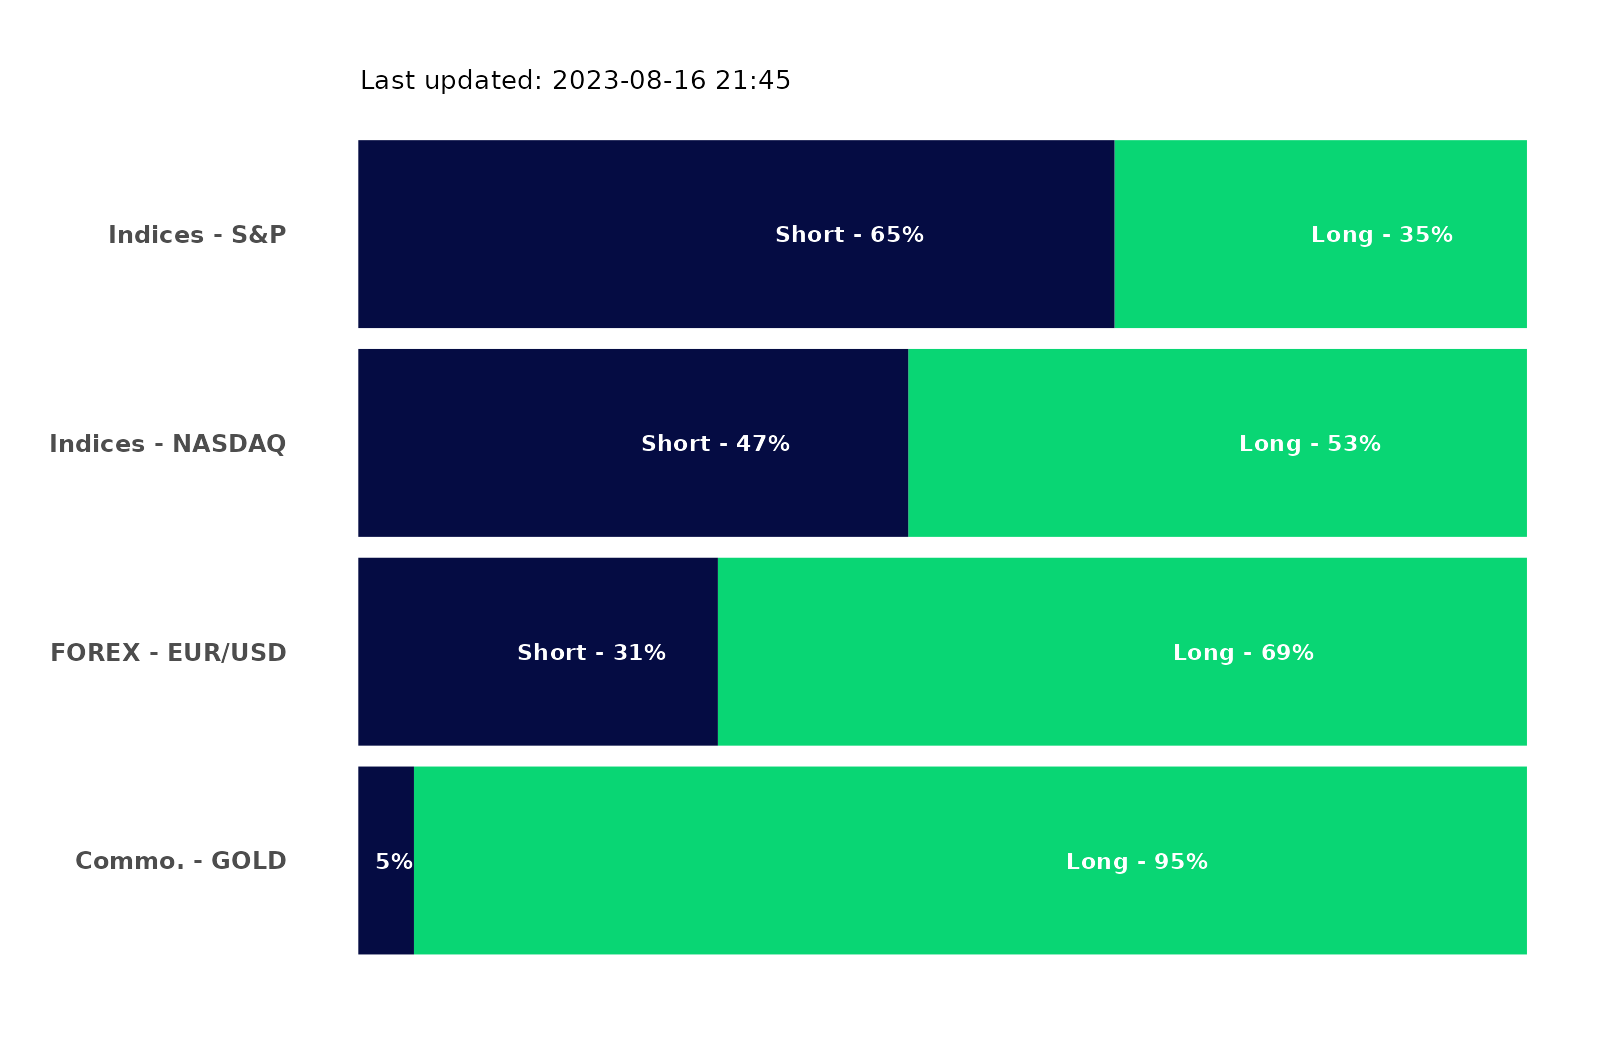 Last updated: 2023-08-16 21:45
Indices - S&P
Short - 65%
Long - 35%
Indices - NASDAQ
Short - 47%
Long - 53%
FOREX - EUR/USD
Short - 31%
Long - 69%
Commo. - GOLD
5%
Long - 95%